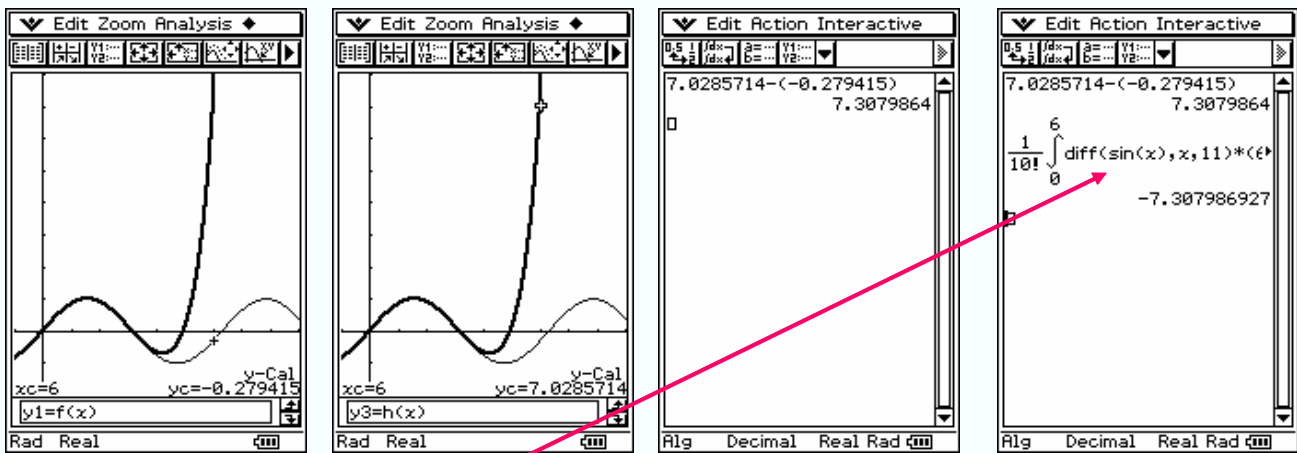 Edit Zoom Analysis ◆
y-Cal
xc=6 yc=-0.279415
y1=f(x)
Rad Real
Edit Zoom Analysis ◆
y-Cal
xc=6 yc=7.0285714
y3=h(x)
Rad Real
Edit Action Interactive
7.0285714-(-0.279415)
7.3079864
Alg Decimal Real Rad
Edit Action Interactive
7.0285714-(-0.279415)
7.3079864
6
1
10!
∫diff(sin(x),x,11)*(6
0
-7.307986927
Alg Decimal Real Rad